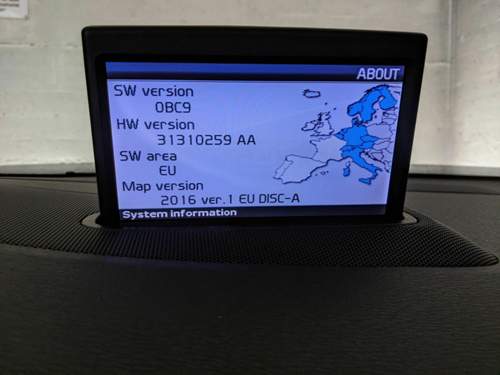 ABOUT
SW version
0BC9
HW version
31310259 AA
SW area
EU
Map version
2016 ver.1 EU DISC-A
System information